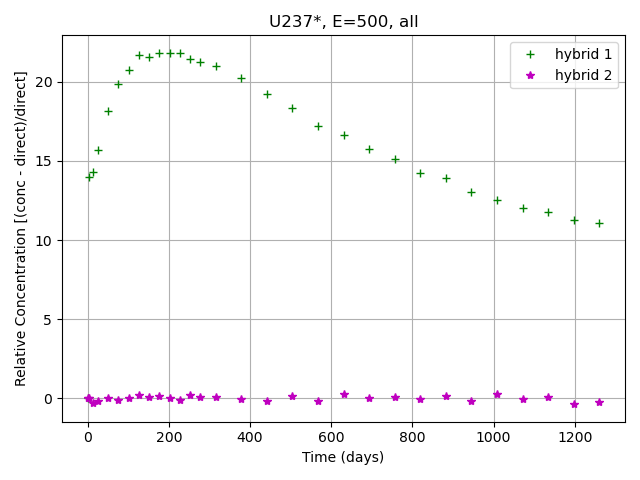 U237*, E=500, all
hybrid 1
hybrid 2
Relative Concentration [(conc - direct)/direct]
20
15
10
5
0
0 200 400 600 800 1000 1200
Time (days)